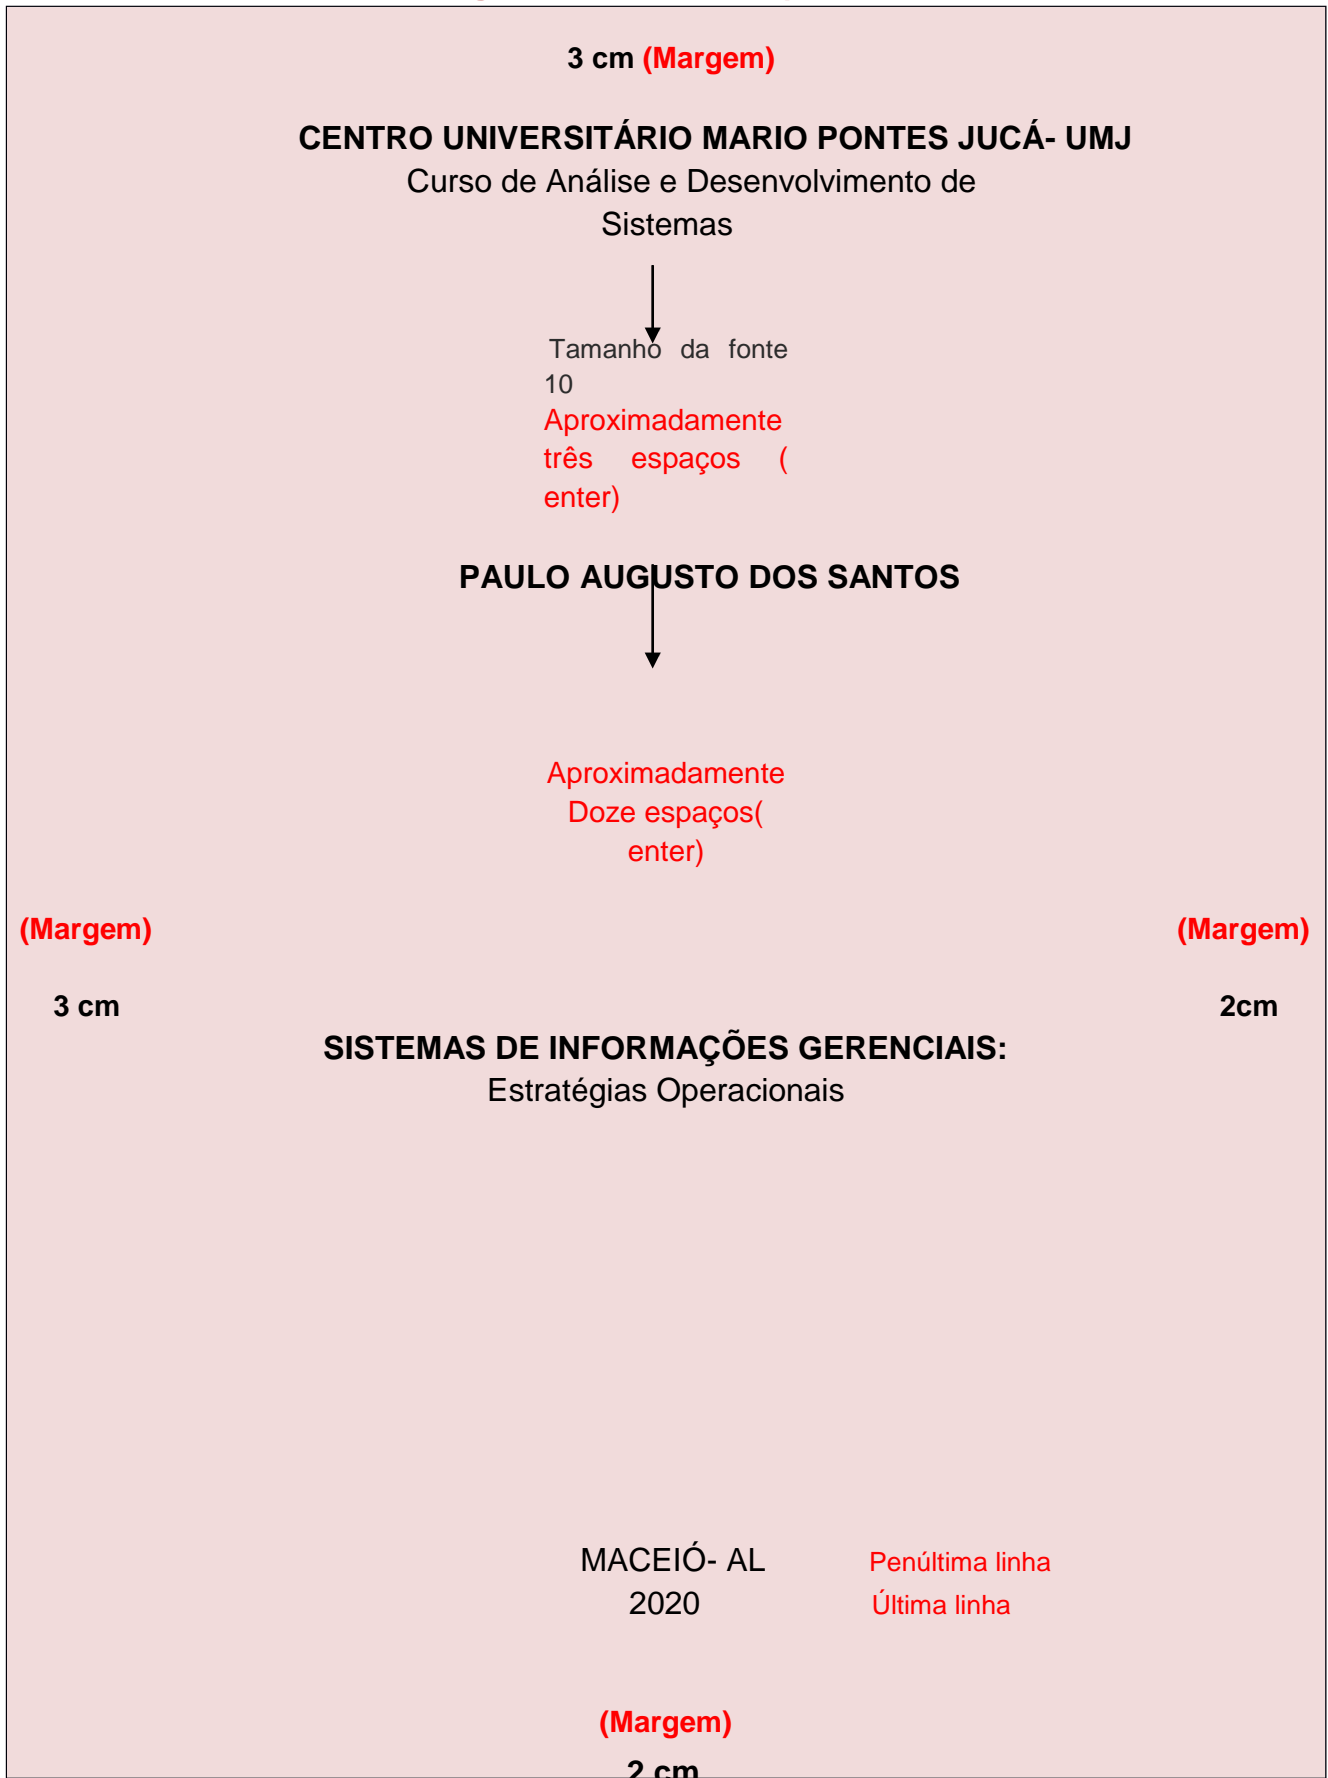 3 cm (Margem)
CENTRO UNIVERSITÁRIO MARIO PONTES JUCÁ- UMJ
Curso de Análise e Desenvolvimento de
Sistemas
Tamanho da fonte
10
Aproximadamente
três espaços (
enter)
PAULO AUGUSTO DOS SANTOS
Aproximadamente
Doze espaços(
enter)
(Margem) (Margem)
3 cm 2cm
SISTEMAS DE INFORMAÇÕES GERENCIAIS:
Estratégias Operacionais
MACEIÓ- AL Penúltima linha
2020 Última linha
(Margem)
2 cm